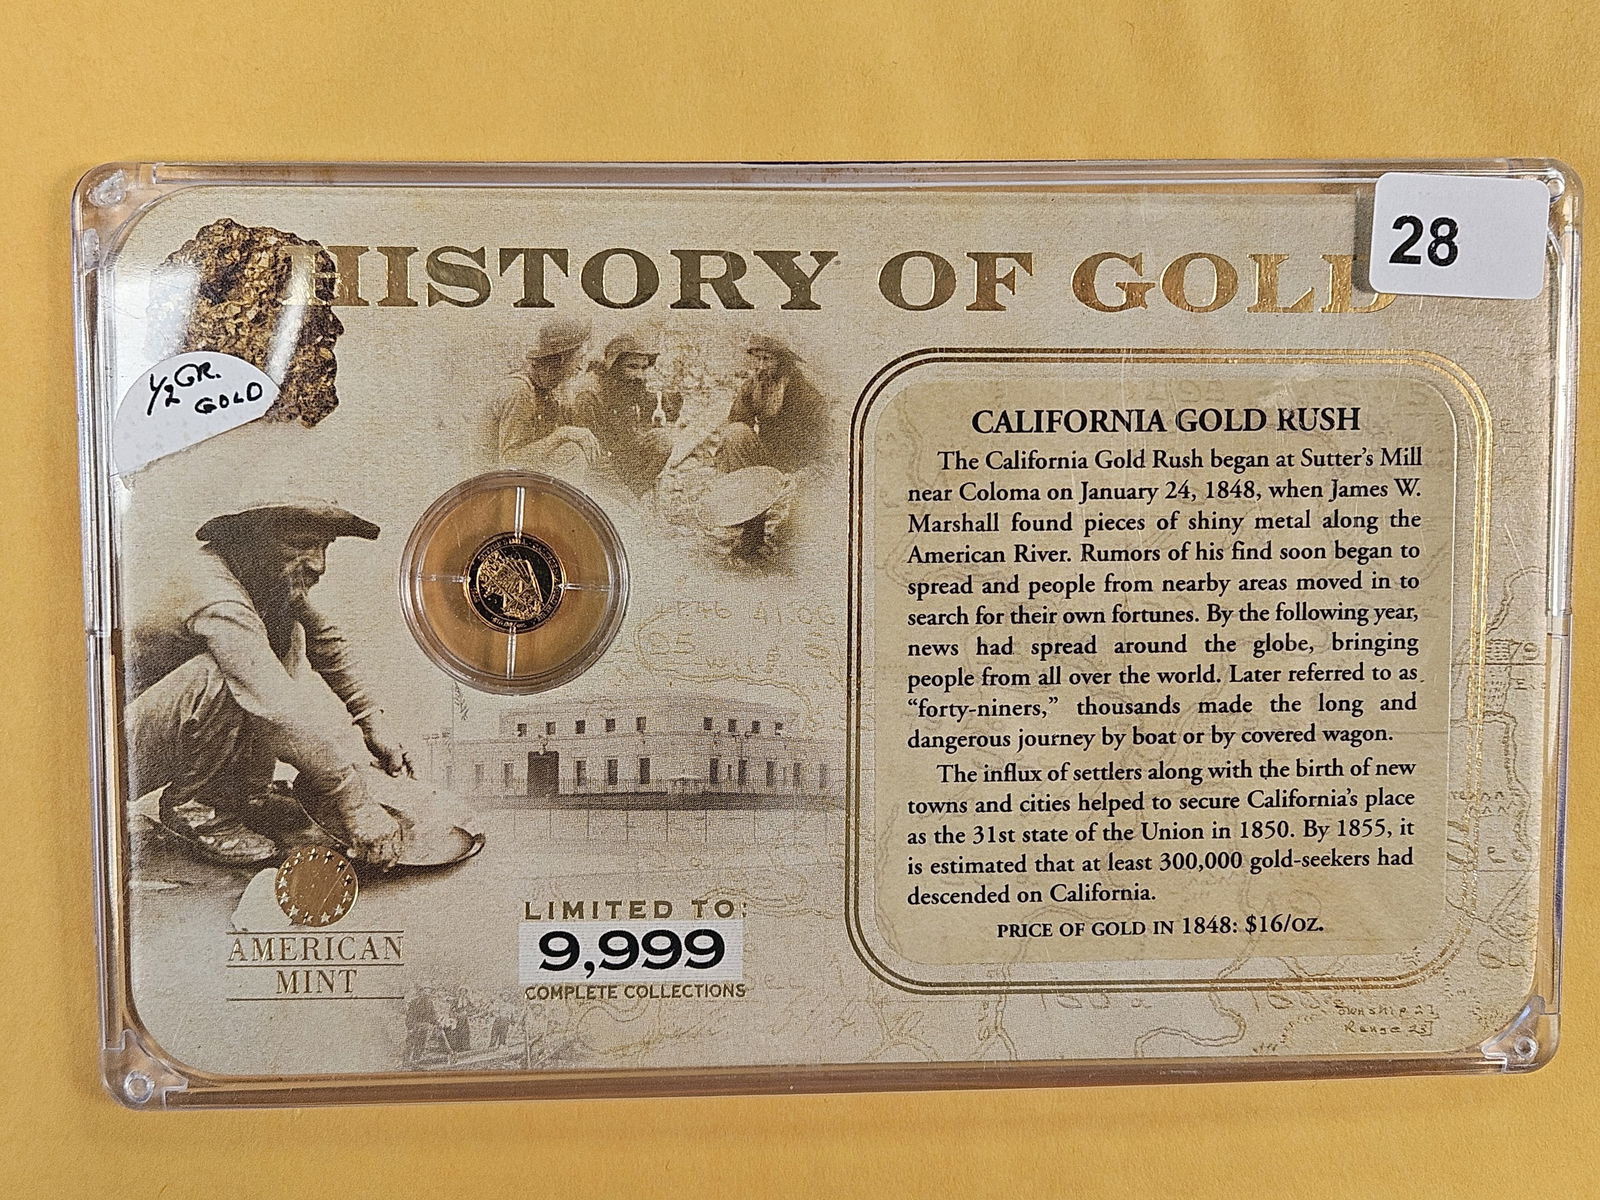 28
HISTORY OF GOLD
1/2 GR.
GOLD
CALIFORNIA GOLD RUSH
The California Gold Rush began at Sutter's Mill
near Coloma on January 24, 1848, when James W.
Marshall found pieces of shiny metal along the
American River. Rumors of his find soon began to
spread and people from nearby areas moved in to
search for their own fortunes. By the following year,
news had spread around the globe, bringing
people from all over the world. Later referred to as
"forty-niners," thousands made the long and
dangerous journey by boat or by covered wagon.
The influx of settlers along with the birth of new
towns and cities helped to secure California's place
as the 31st state of the Union in 1850. By 1855, it
is estimated that at least 300,000 gold-seekers had
descended on California.
PRICE OF GOLD IN 1848: $16/OZ.
AMERICAN
MINT
LIMITED TO:
9,999
COMPLETE COLLECTIONS
Range 23